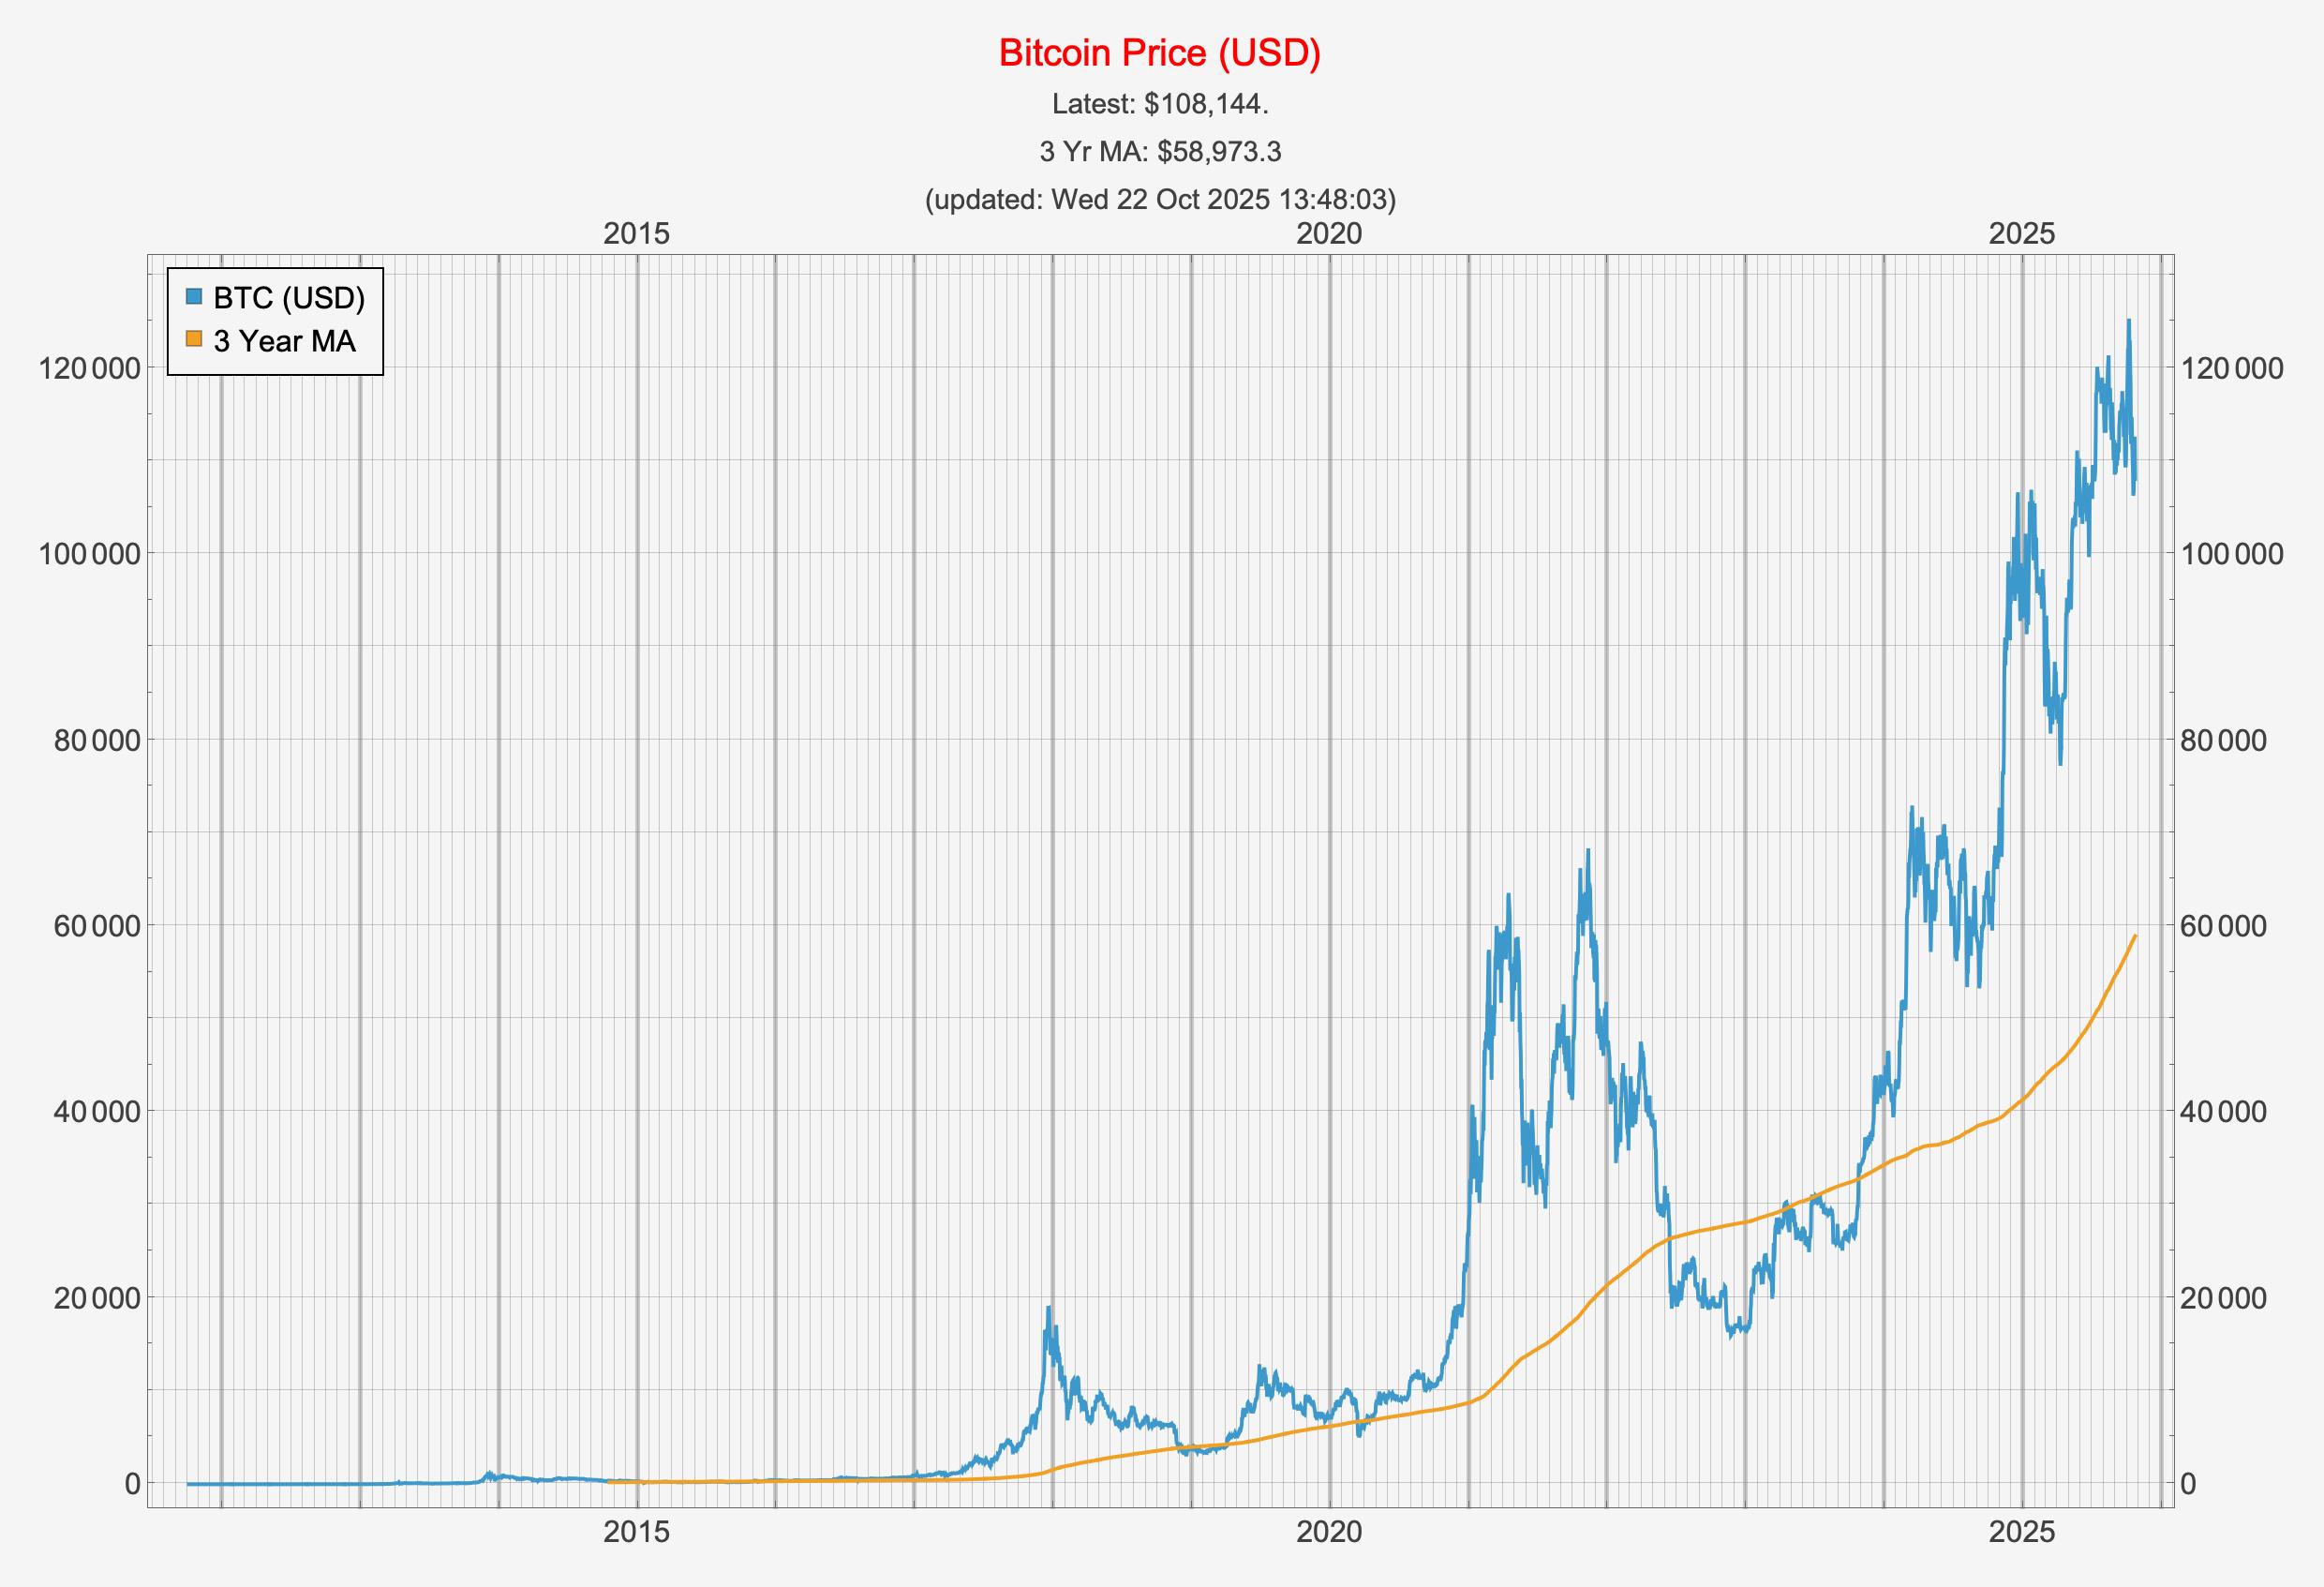 Bitcoin Price (USD)
Latest: $108,144.
3 Yr MA: $58,973.3
(updated: Wed 22 Oct 2025 13:48:03)
2015 2020 2025
BTC (USD)
3 Year MA
120 000 120 000
100 000 100 000
80 000 80 000
60 000 60 000
40 000 40 000
20 000 20 000
0 0
2015 2020 2025